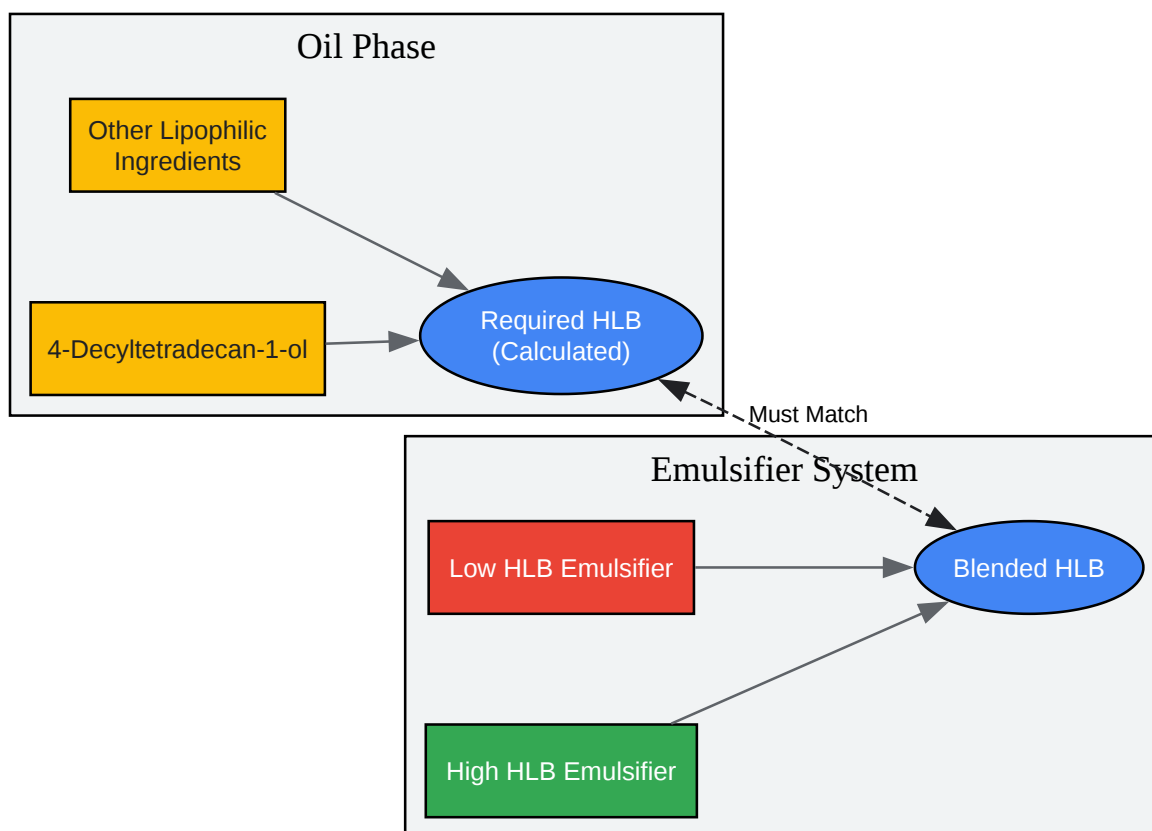 Oil Phase
Other Lipophilic
Ingredients
4-Decyltetradecan-1-ol
Required HLB
(Calculated)
Must Match
Emulsifier System
Low HLB Emulsifier
Blended HLB
High HLB Emulsifier